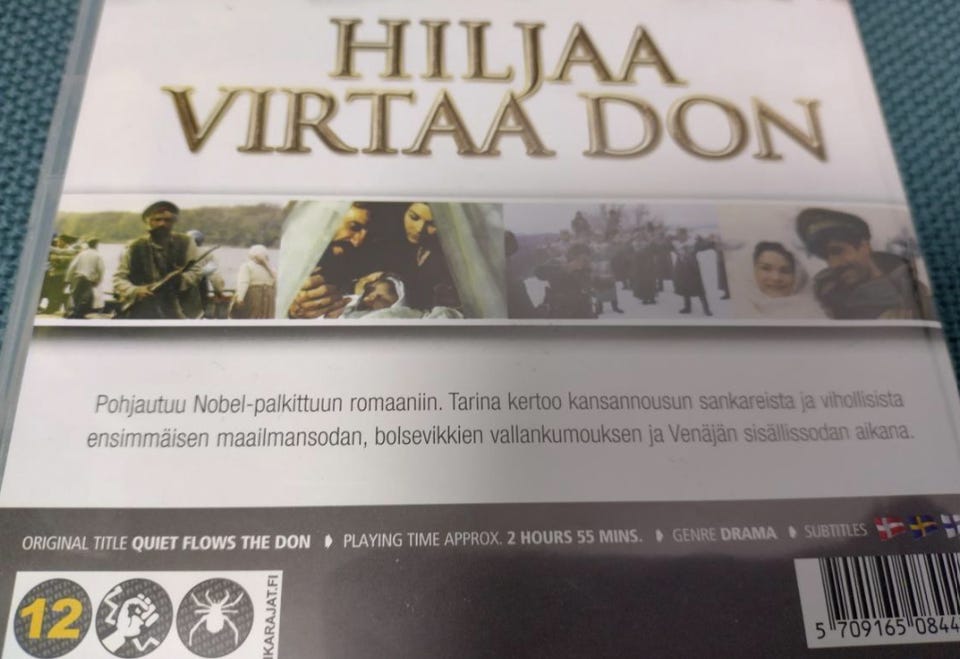 HILJAA
VIRTAA DON
Pohjautuu Nobel-palkittuun romaaniin. Tarina kertoo kansannousun sankareista ja vihollisista
ensimmäisen maailmansodan, bolsevikkien vallankumouksen ja Venäjän sisällissodan aikana.
ORIGINAL TITLE QUIET FLOWS THE DON PLAYING TIME APPROX. 2 HOURS 55 MINS. GENRE DRAMA SUBTITLES
12
IKARAJAT.FI
5 709165 0844